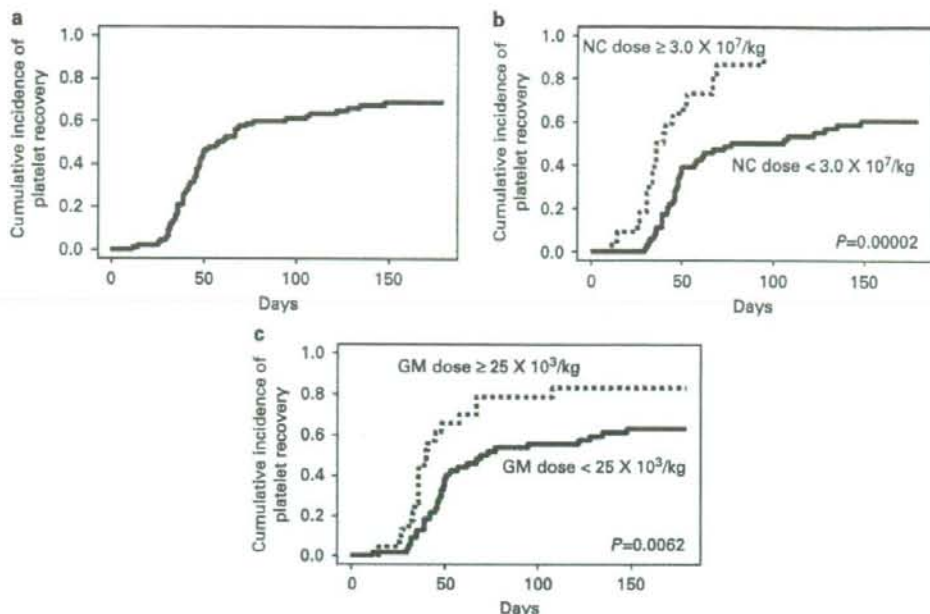 a
Cumulative incidence of
platelet recovery
1.0
0.8
0.6
0.4
0.2
0.0
0 50 100 150
Days
b
Cumulative incidence of
platelet recovery
1.0
0.8
0.6
0.4
0.2
0.0
NC dose ≥ 3.0 X 10⁷/kg
NC dose < 3.0 X 10⁷/kg
P=0.00002
0 50 100 150
Days
c
Cumulative incidence of
platelet recovery
1.0
0.8
0.6
0.4
0.2
0.0
GM dose ≥ 25 X 10³/kg
GM dose < 25 X 10³/kg
P=0.0062
0 50 100 150
Days